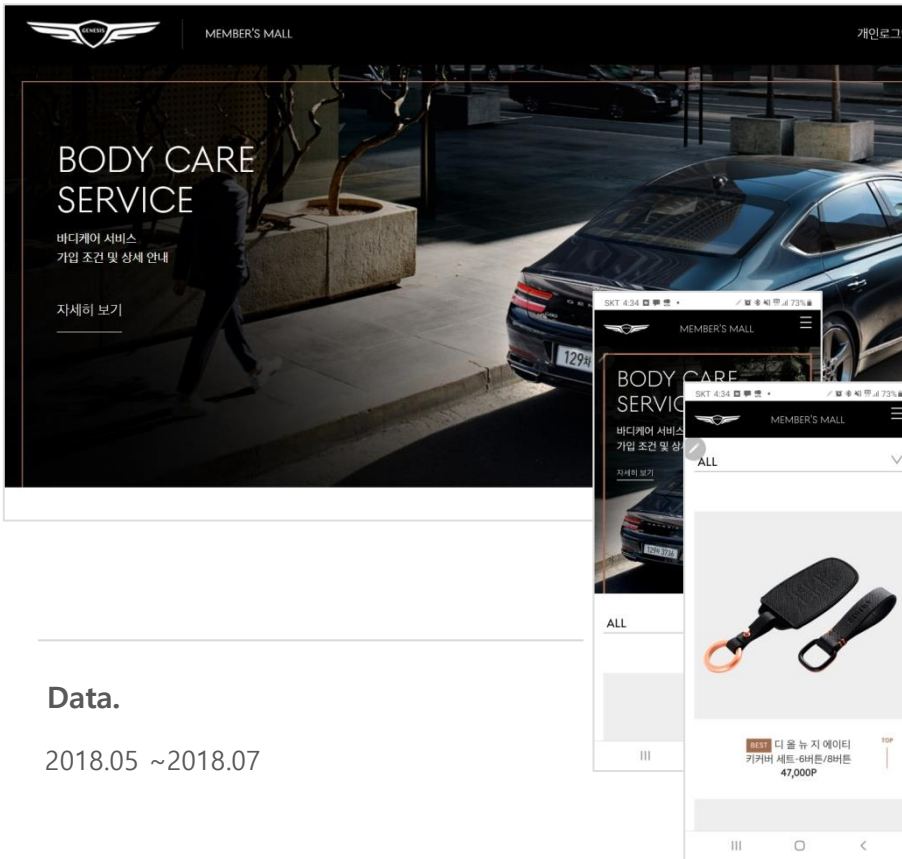 GENESIS
MEMBER'S MALL
개인로그
BODY CARE
SERVICE
바디케어 서비스
가입 조건 및 상세 안내
자세히 보기
SKT 4:34
73%
MEMBER'S MALL
BODY CARE
SERVIC
바디케어 서비스
가입 조건 및 상
자세히 보기
ALL
SKT 4:34
73%
MEMBER'S MALL
ALL
BEST 디 올 뉴 지 에이티
키커버 세트-6버튼/8버튼
47,000P
TOP
Data.
2018.05 ~2018.07